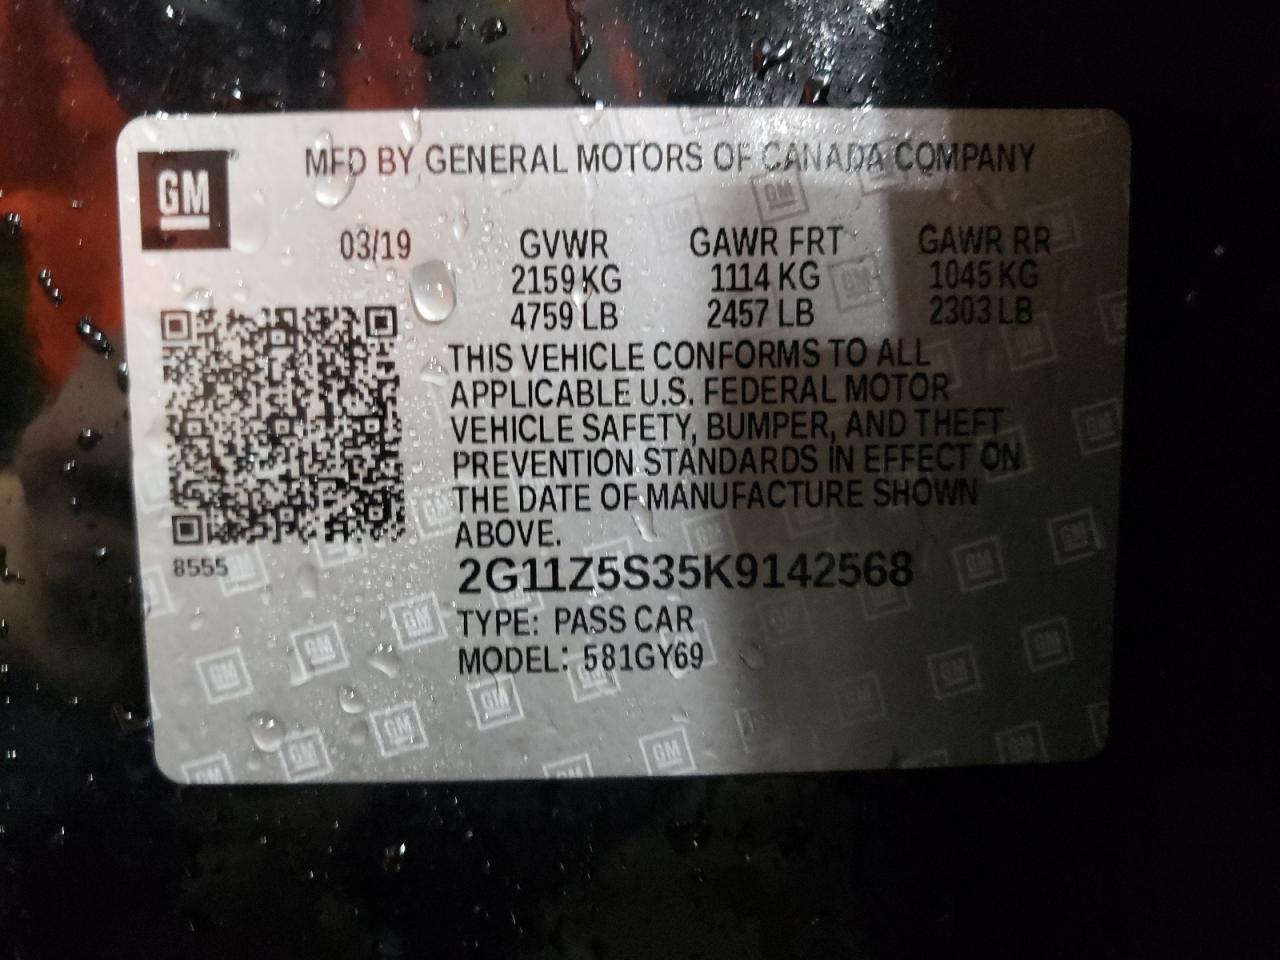 GM
MFD BY GENERAL MOTORS OF CANADA COMPANY
03/19 GVWR GAWR FRT GAWR RR
2159 KG 1114 KG 1045 KG
4759 LB 2457 LB 2303 LB
THIS VEHICLE CONFORMS TO ALL
APPLICABLE U.S. FEDERAL MOTOR
VEHICLE SAFETY, BUMPER, AND THEFT
PREVENTION STANDARDS IN EFFECT ON
THE DATE OF MANUFACTURE SHOWN
ABOVE.
8555
2G11Z5S35K9142568
TYPE: PASS CAR
MODEL: 581GY69